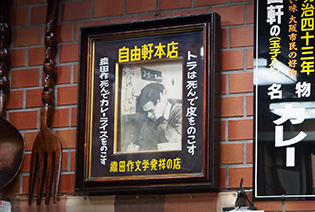 自由軒本店
トラは死んで皮をのこす
織田作死んでカレーライスをのこす
織田作文学発祥の店
治四十三年
味大阪市民の好
軒の(玉子
名物
カレー